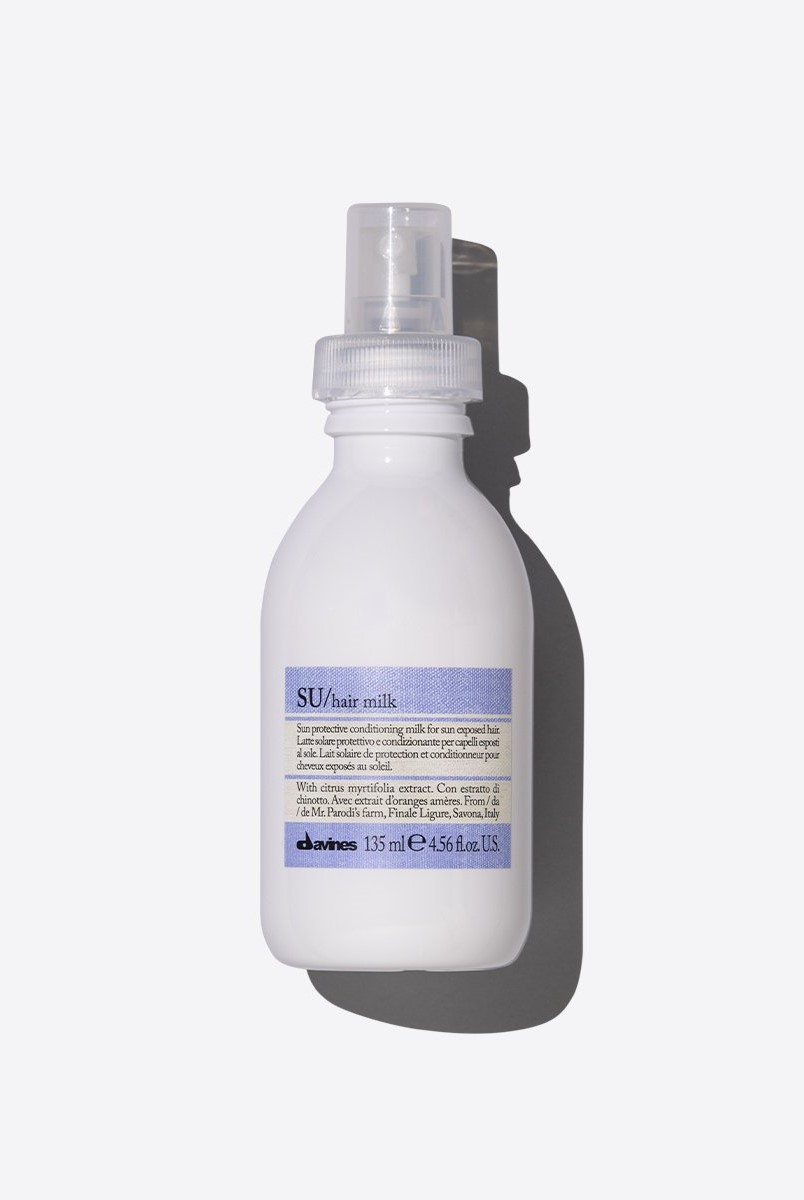 SU/hair milk
Sun protective conditioning milk for sun exposed hair.
Latte solare protettivo e condizionante per capelli esposti
al sole. Lait solaire de protection et conditionneur pour
cheveux exposés au soleil.
With citrus myrtifolia extract. Con estratto di
chinotto. Avec extrait d'oranges amères. From / da
/ de Mr. Parodi's farm, Finale Ligure, Savona, Italy
davines 135 ml ℮ 4.56 fl.oz. U.S.